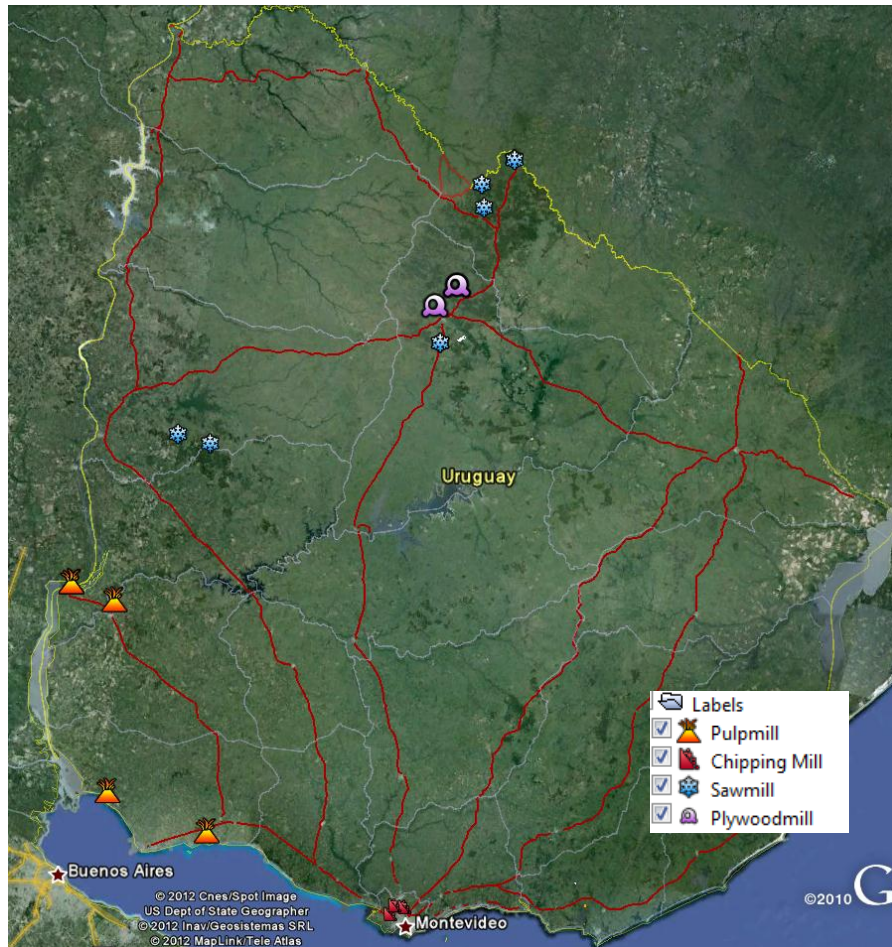 Uruguay
Labels
Pulpmill
Chipping Mill
Sawmill
Plywoodmill
Buenos Aires
© 2012 Cnes/Spot Image
US Dept of State Geographer
© 2012 Inav/Geosistemas SRL
© 2012 MapLink/Tele Atlas
Montevideo
©2010 G